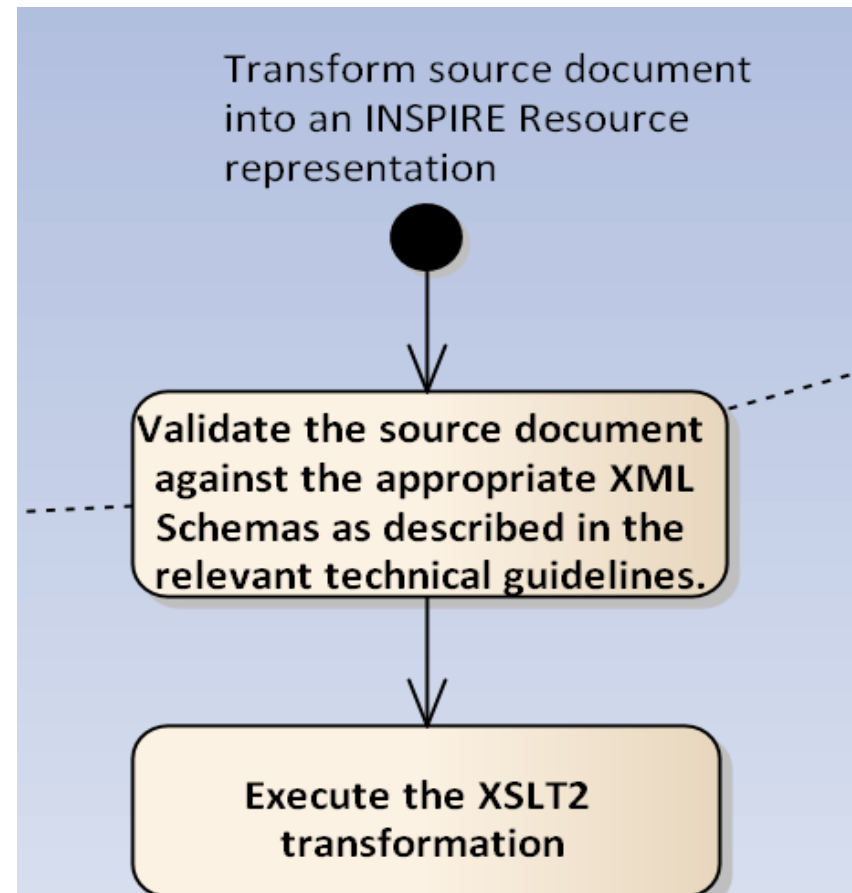 Transform source document
into an INSPIRE Resource
representation
Validate the source document
against the appropriate XML
Schemas as described in the
relevant technical guidelines.
Execute the XSLT2
transformation